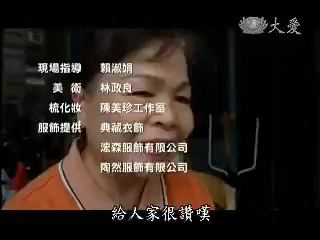 大愛
現場指導 賴淑娟
美術 林政良
梳化妝 陳美珍工作室
服飾提供 典藏衣飾
浤森服飾有限公司
陶然服飾有限公司
給人家很讚嘆